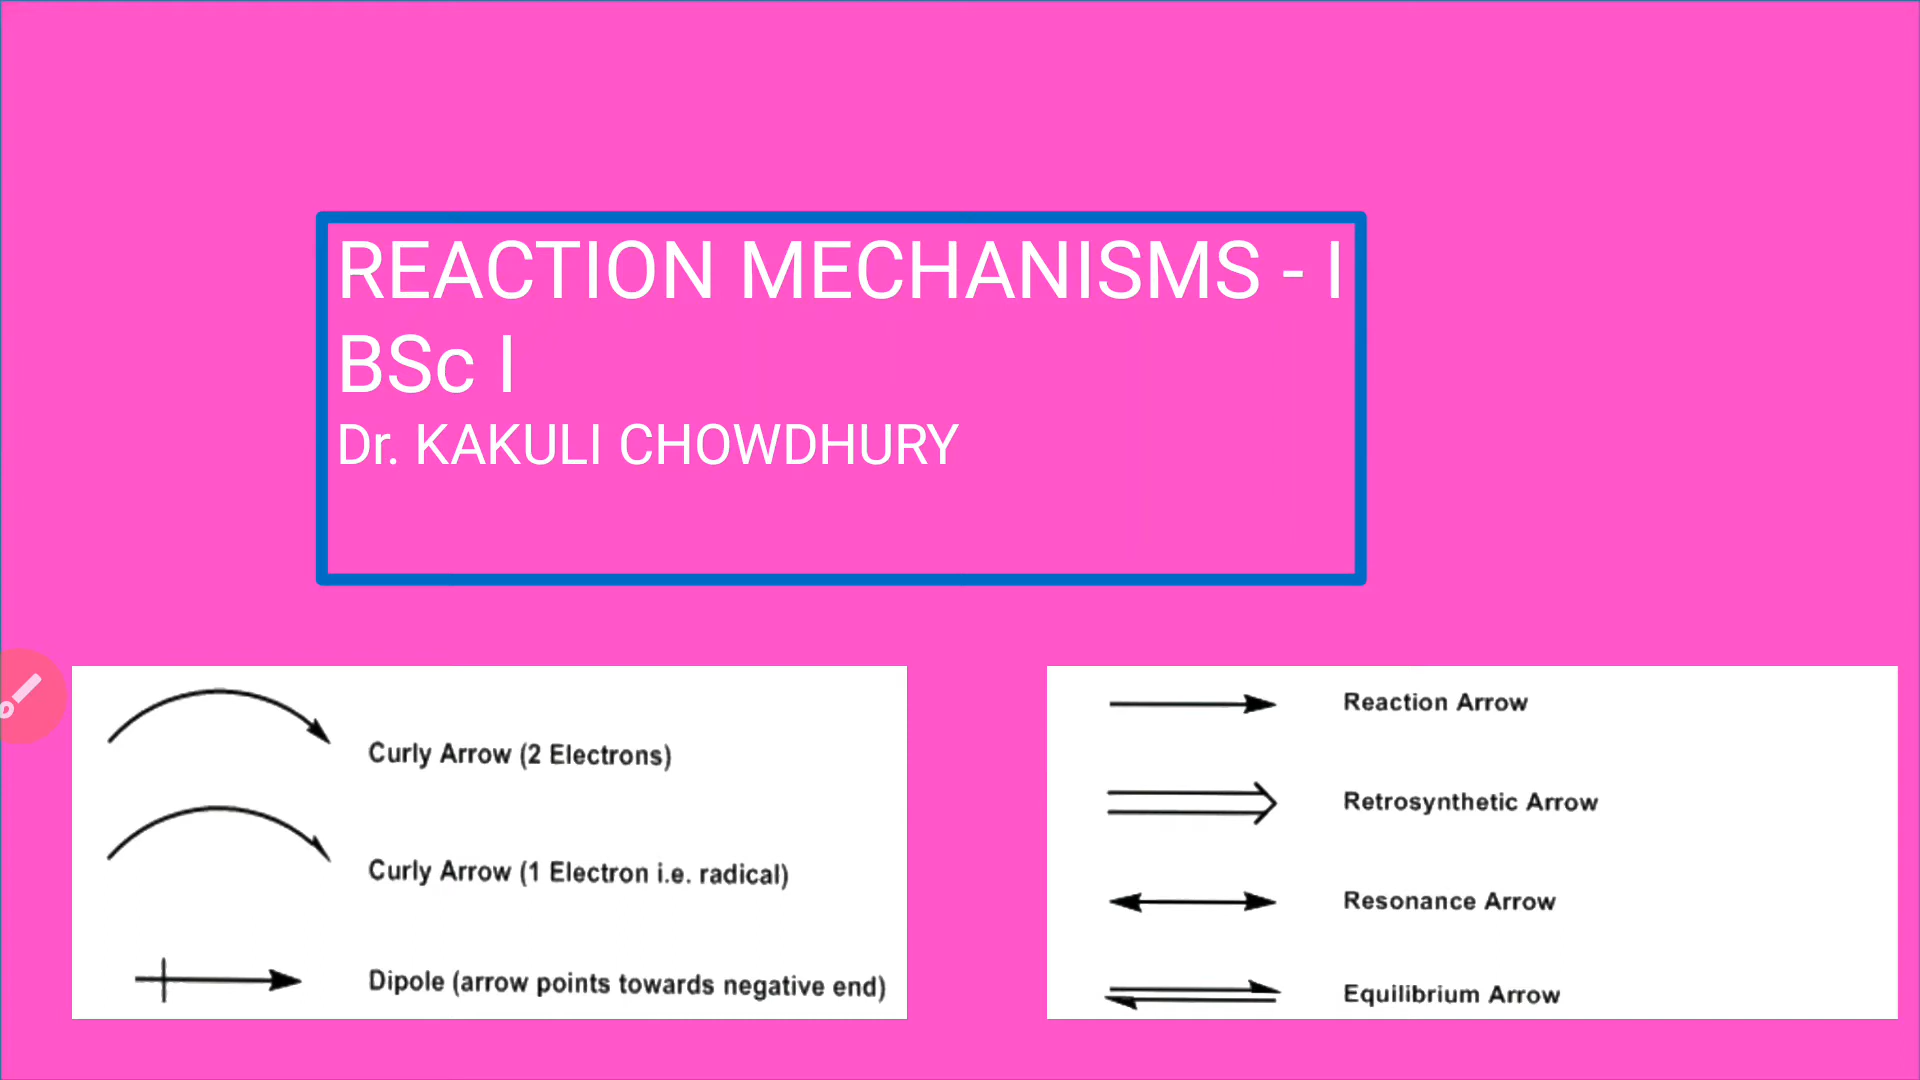 REACTION MECHANISMS - I
BSc I
Dr. KAKULI CHOWDHURY
Curly Arrow (2 Electrons)
Curly Arrow (1 Electron i.e. radical)
Dipole (arrow points towards negative end)
Reaction Arrow
Retrosynthetic Arrow
Resonance Arrow
Equilibrium Arrow